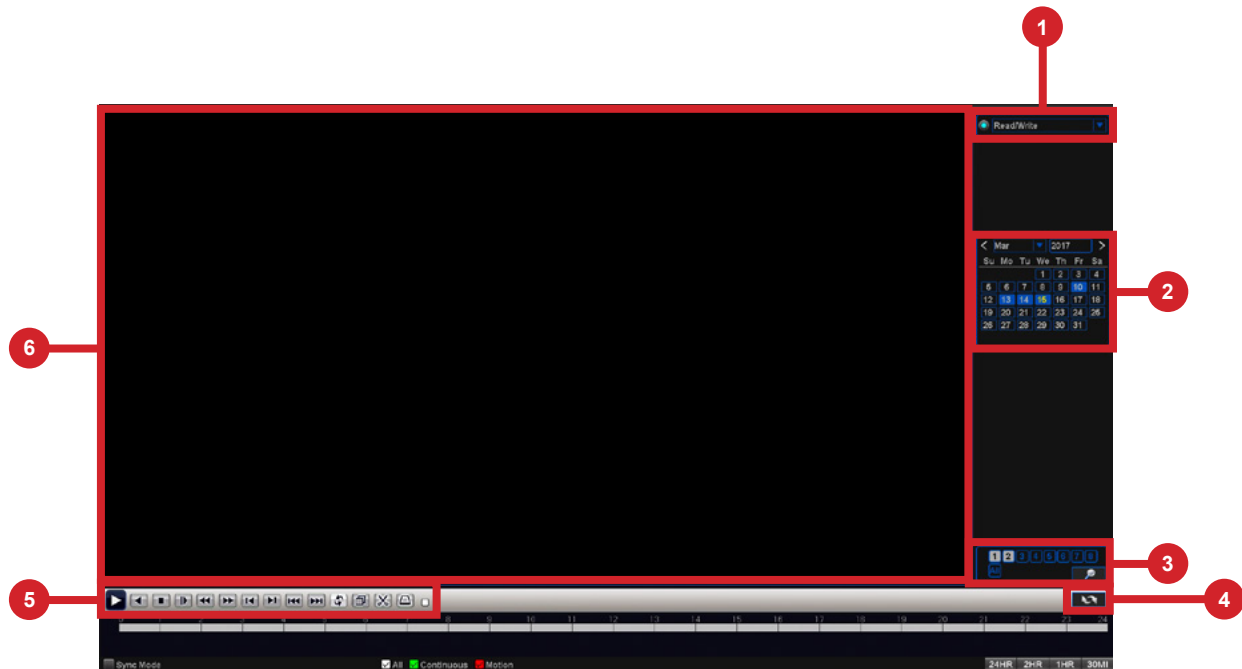 1
Read/Write
Mar 2017
Su Mo Tu We Th Fr Sa
1 2 3 4
5 6 7 8 9 10 11
12 13 14 15 16 17 18
19 20 21 22 23 24 25
26 27 28 29 30 31
2
6
1 2 3 4 5 6 7 8
All
3
5
4
0 1 2 3 4 5 6 7 8 9 10 11 12 13 14 15 16 17 18 19 20 21 22 23 24
Sync Mode All Continuous Motion 24HR 2HR 1HR 30MI